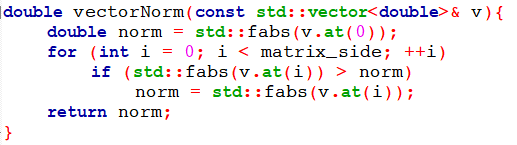 double vectorNorm(const std::vector<double>& v){
    double norm = std::fabs(v.at(0));
    for (int i = 0; i < matrix_side; ++i)
        if (std::fabs(v.at(i)) > norm)
            norm = std::fabs(v.at(i));
    return norm;
}